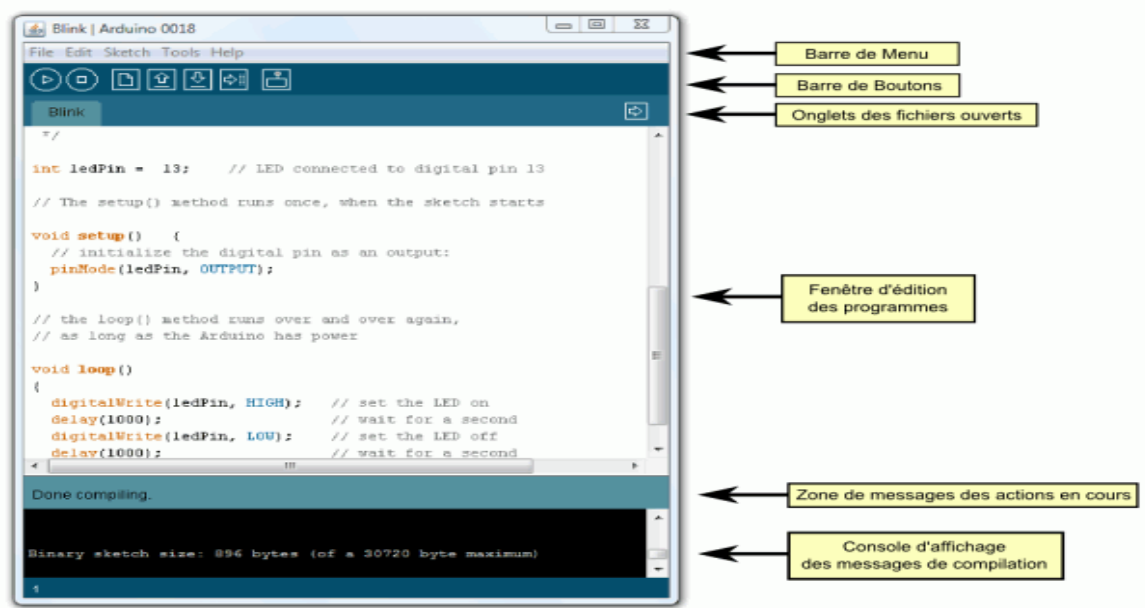 Blink | Arduino 0018
File Edit Sketch Tools Help
Barre de Menu
Barre de Boutons
Blink
Onglets des fichiers ouverts
*/
int ledPin = 13; // LED connected to digital pin 13
// The setup() method runs once, when the sketch starts
void setup() {
// initialize the digital pin as an output:
pinMode(ledPin, OUTPUT);
}
Fenêtre d'édition
des programmes
// the loop() method runs over and over again,
// as long as the Arduino has power
void loop()
{
digitalWrite(ledPin, HIGH); // set the LED on
delay(1000); // wait for a second
digitalWrite(ledPin, LOW); // set the LED off
delay(1000); // wait for a second
Done compiling.
Zone de messages des actions en cours
Binary sketch size: 896 bytes (of a 30720 byte maximum)
Console d'affichage
des messages de compilation
1